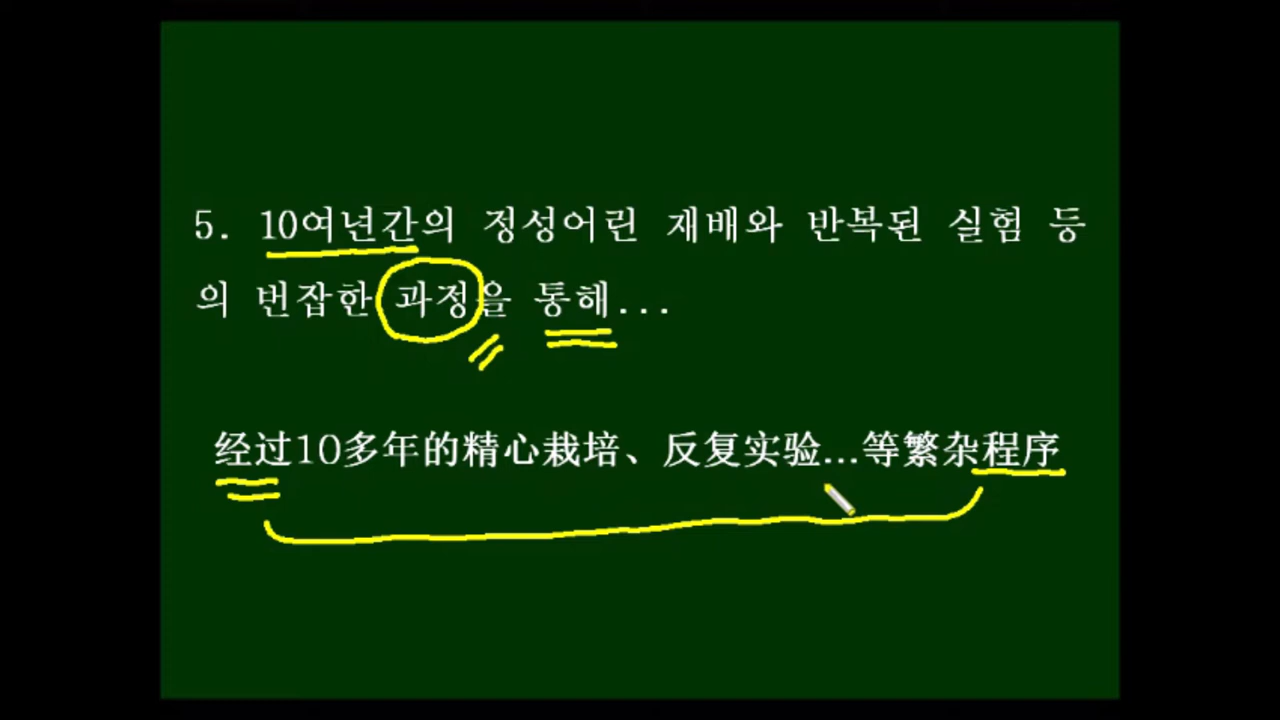 5. 10여년간의 정성어린 재배와 반복된 실험 등
의 번잡한 과정을 통해...
经过10多年的精心栽培、反复实验...等繁杂程序